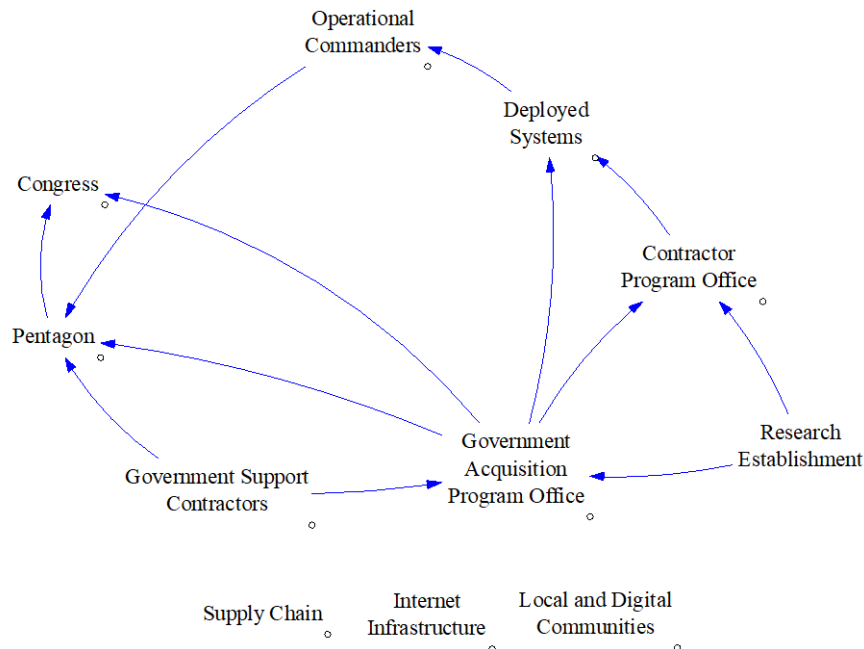 Operational
Commanders
Deployed
Systems
Congress
Contractor
Program Office
Pentagon
Government
Acquisition
Program Office
Research
Establishment
Government Support
Contractors
Supply Chain
Internet
Infrastructure
Local and Digital
Communities